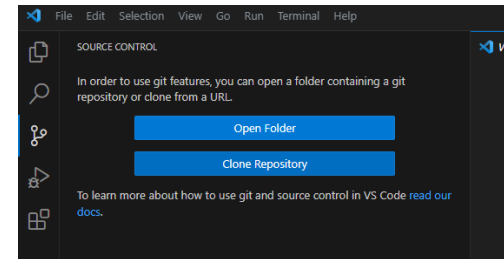 File Edit Selection View Go Run Terminal Help
SOURCE CONTROL
In order to use git features, you can open a folder containing a git
repository or clone from a URL.
Open Folder
Clone Repository
To learn more about how to use git and source control in VS Code read our
docs.